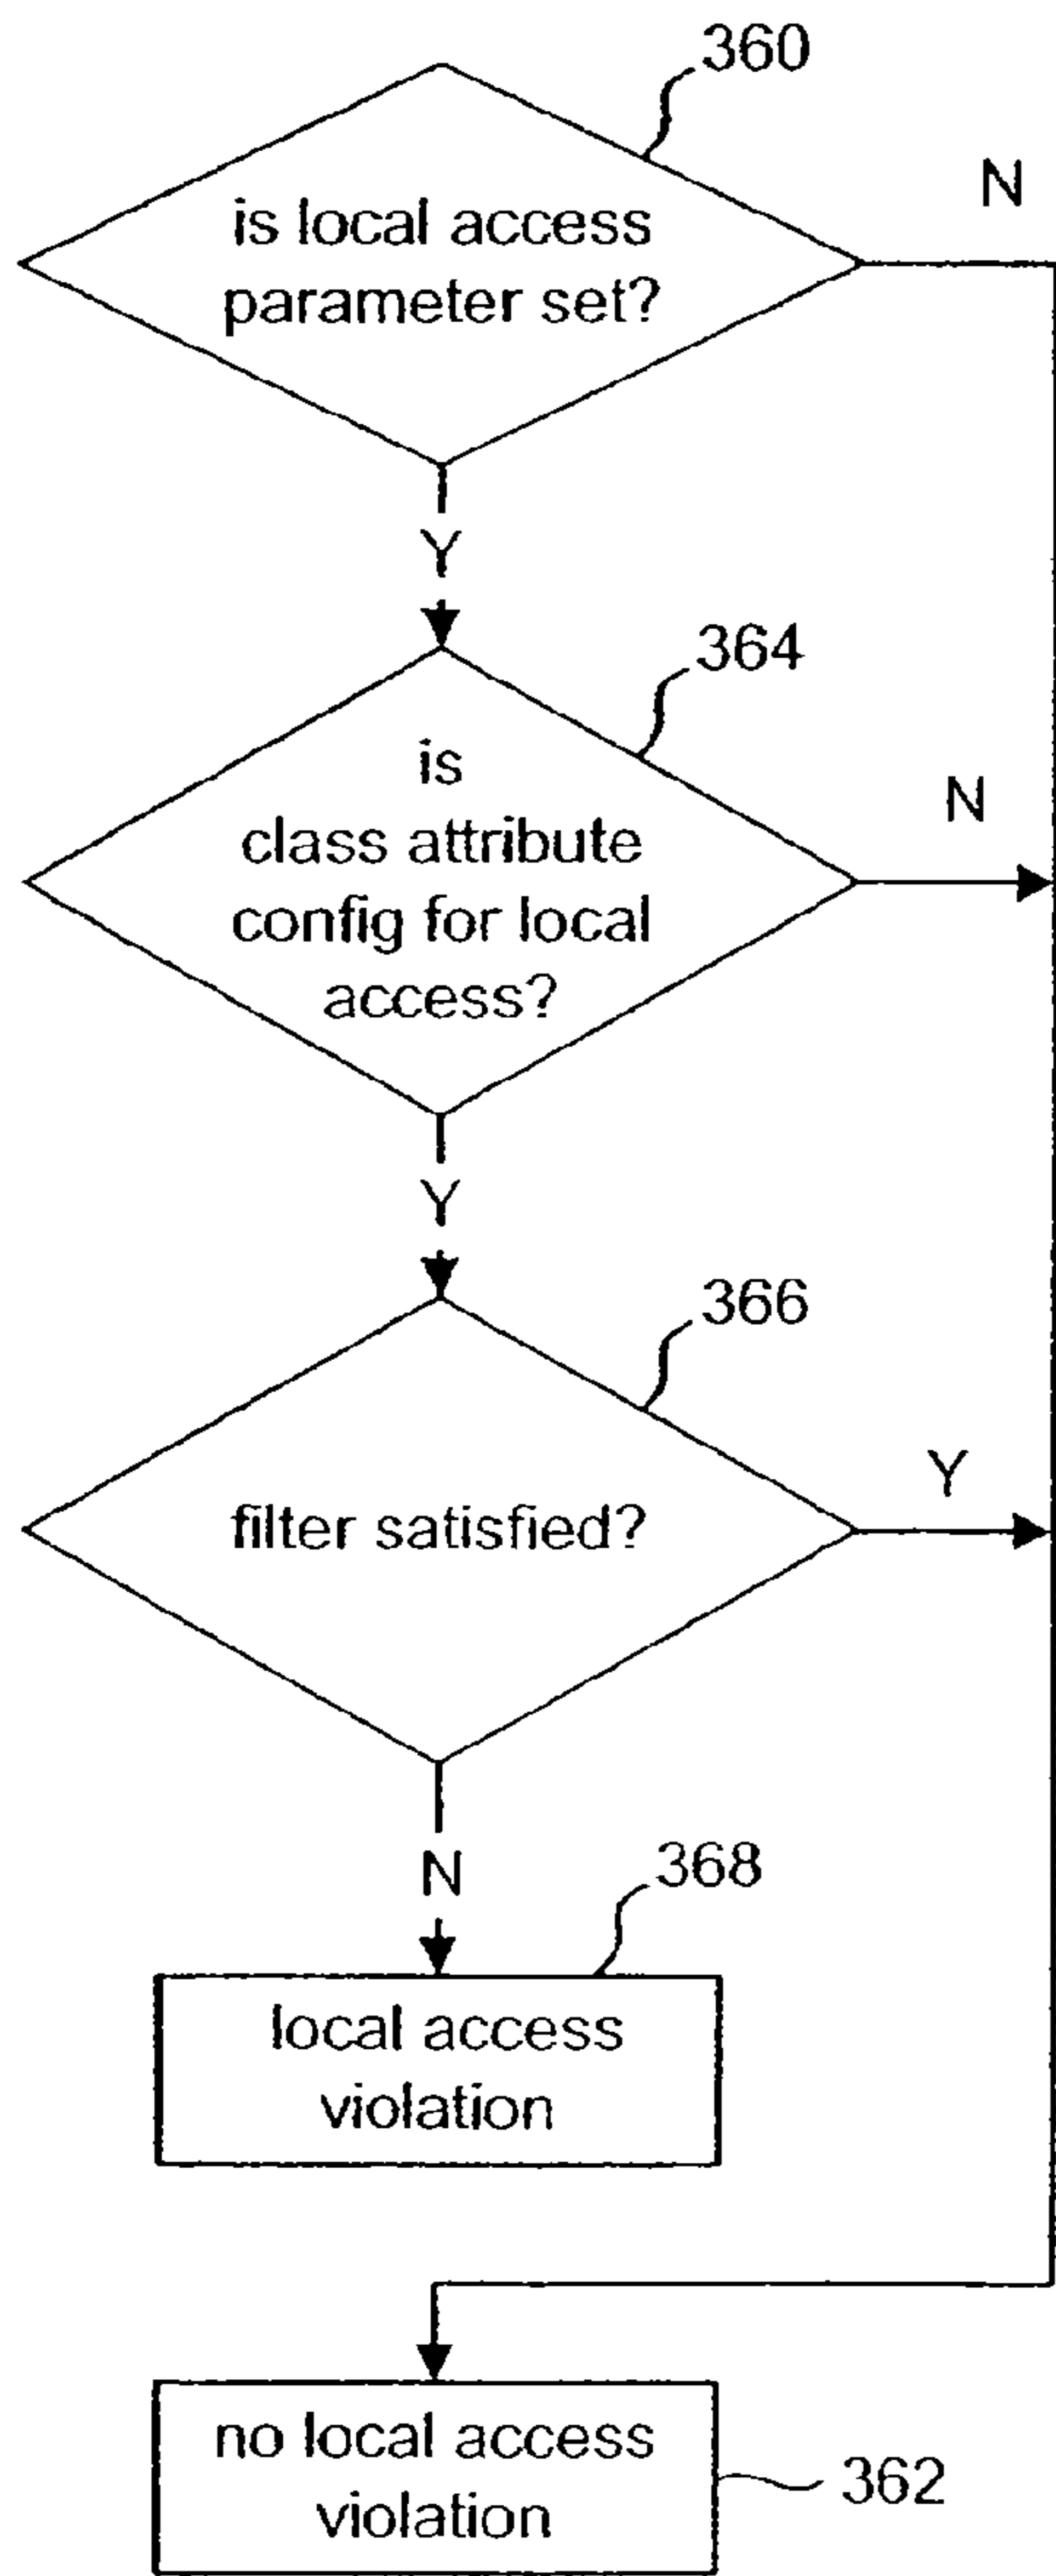 360
N
is local access
parameter set?
Y
364
is
class attribute
config for local
access?
N
Y
366
filter satisfied?
Y
N
368
local access
violation
no local access
violation
362